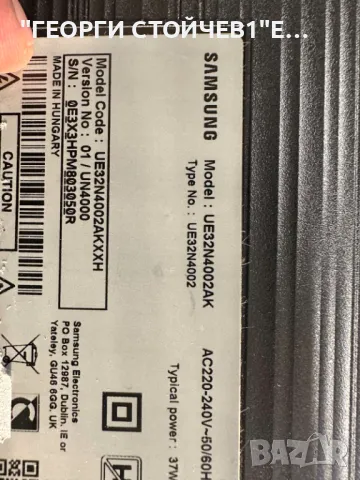 "ГЕОРГИ СТОЙЧЕВ1"Е...
SAMSUNG
Model : UE32N4002AK
Type No. : UE32N4002
AC220-240V~50/60H
Typical power : 37W
Model Code : UE32N4002AKXXH
Version No : 01 / UN4000
S/N : 0E3X3HPM803050R
MADE IN HUNGARY
CAUTION
Samsung Electronics
PO Box 12987, Dublin. IE or
Yateley, GU46 6GG. UK
BAZAR